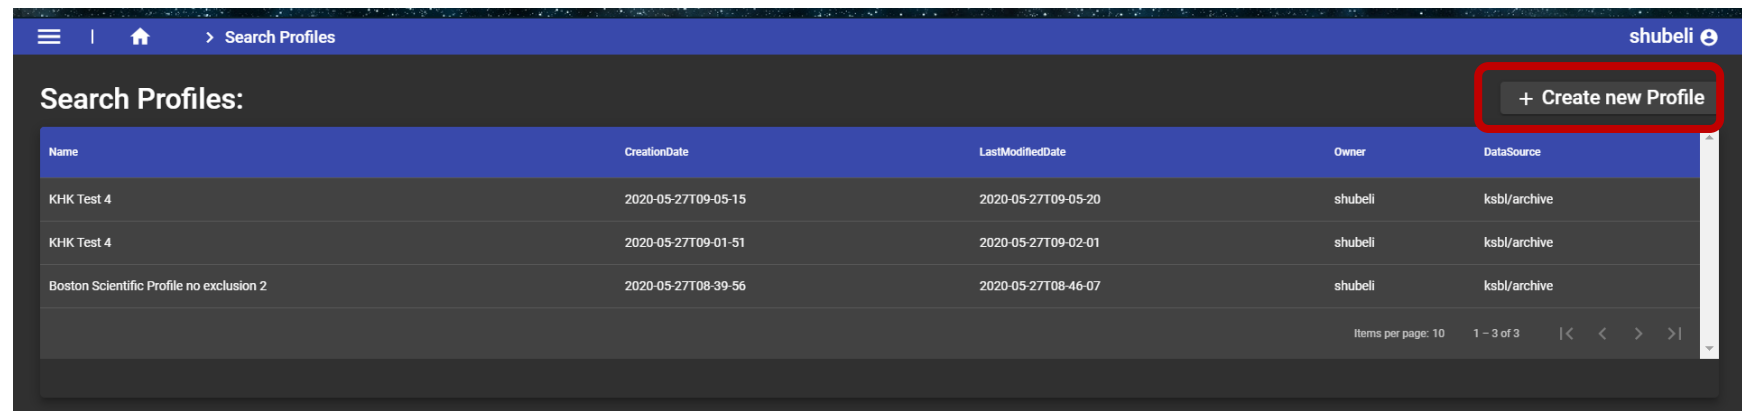 | > Search Profiles shubeli
Search Profiles: + Create new Profile
Name CreationDate LastModifiedDate Owner DataSource
KHK Test 4 2020-05-27T09-05-15 2020-05-27T09-05-20 shubeli ksbl/archive
KHK Test 4 2020-05-27T09-01-51 2020-05-27T09-02-01 shubeli ksbl/archive
Boston Scientific Profile no exclusion 2 2020-05-27T08-39-56 2020-05-27T08-46-07 shubeli ksbl/archive
Items per page: 10 1 – 3 of 3